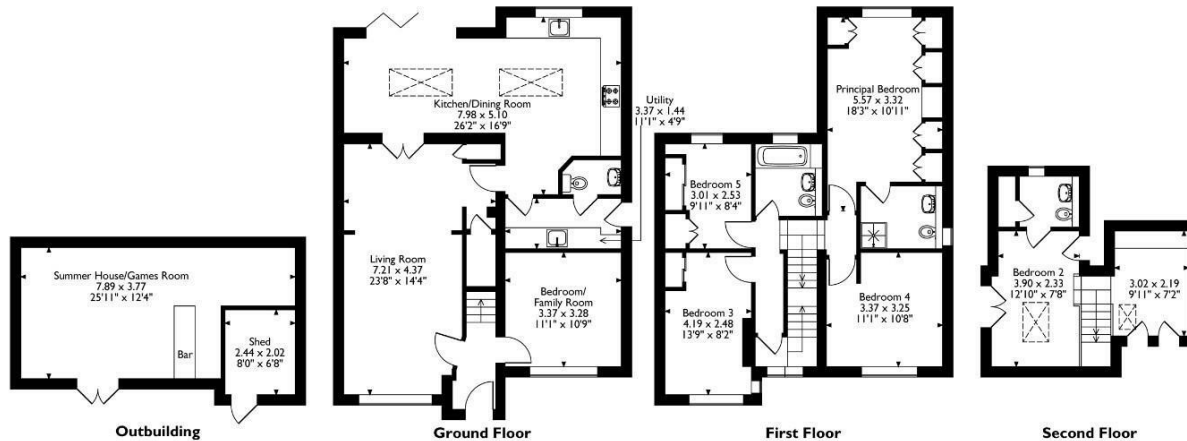 Summer House/Games Room
7.89 x 3.77
25'11" x 12'4"
Bar
Shed
2.44 x 2.02
8'0" x 6'8"
Outbuilding
Kitchen/Dining Room
7.98 x 5.10
26'2" x 16'9"
Utility
3.37 x 1.44
11'1" x 4'9"
Living Room
7.21 x 4.37
23'8" x 14'4"
Bedroom/
Family Room
3.37 x 3.28
11'1" x 10'9"
Ground Floor
Principal Bedroom
5.57 x 3.32
18'3" x 10'11"
Bedroom 5
3.01 x 2.53
9'11" x 8'4"
Bedroom 3
4.19 x 2.48
13'9" x 8'2"
Bedroom 4
3.37 x 3.25
11'1" x 10'8"
First Floor
Bedroom 2
3.90 x 2.33
12'10" x 7'8"
3.02 x 2.19
9'11" x 7'2"
Second Floor